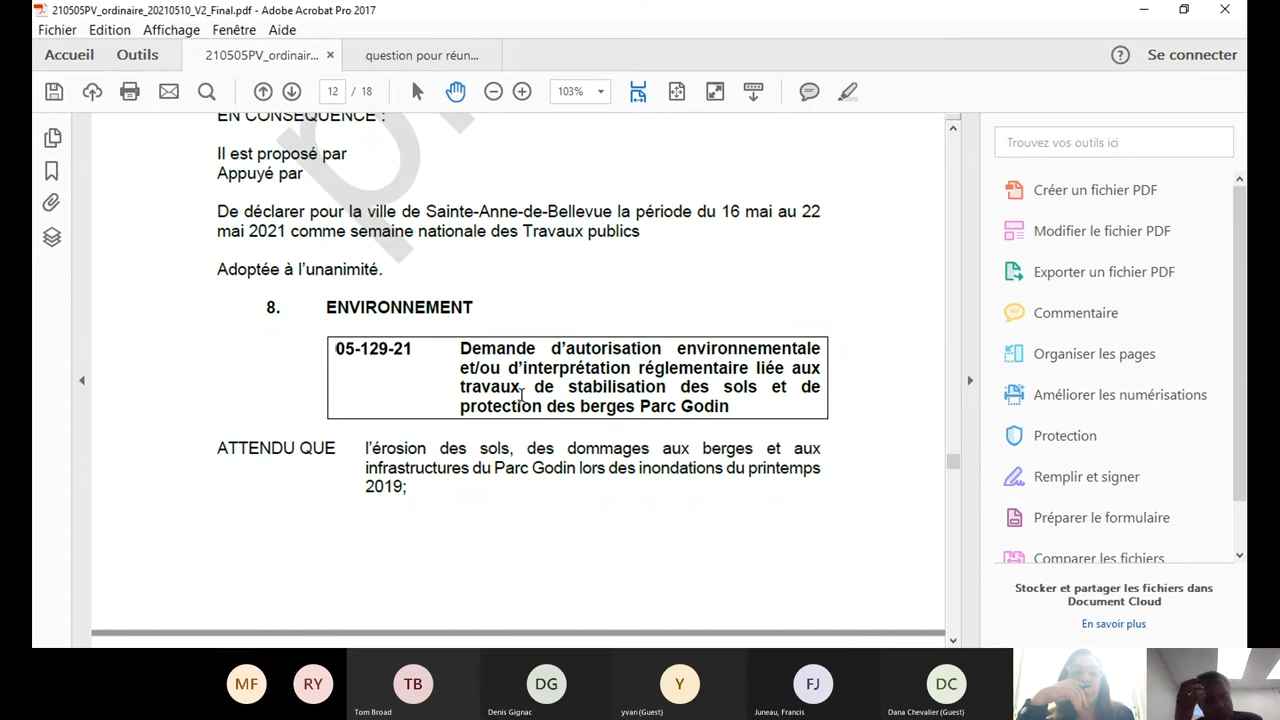 210505PV_ordinaire_20210510_V2_Final.pdf - Adobe Acrobat Pro 2017
Fichier Edition Affichage Fenêtre Aide
Accueil Outils 210505PV_ordinair... × question pour réun... Se connecter
12 / 18 103%
EN CONSÉQUENCE :
Il est proposé par
Appuyé par
De déclarer pour la ville de Sainte-Anne-de-Bellevue la période du 16 mai au 22
mai 2021 comme semaine nationale des Travaux publics
Adoptée à l’unanimité.
8. ENVIRONNEMENT
05-129-21 Demande d’autorisation environnementale
et/ou d’interprétation réglementaire liée aux
travaux de stabilisation des sols et de
protection des berges Parc Godin
ATTENDU QUE l’érosion des sols, des dommages aux berges et aux
infrastructures du Parc Godin lors des inondations du printemps
2019;
Trouvez vos outils ici
Créer un fichier PDF
Modifier le fichier PDF
Exporter un fichier PDF
Commentaire
Organiser les pages
Améliorer les numérisations
Protection
Remplir et signer
Préparer le formulaire
Comparer les fichiers
Stocker et partager les fichiers dans
Document Cloud
En savoir plus
MF RY TB DG Y FJ DC
Tom Broad Denis Gignac yvan (Guest) Juneau, Francis Dana Chevalier (Guest)